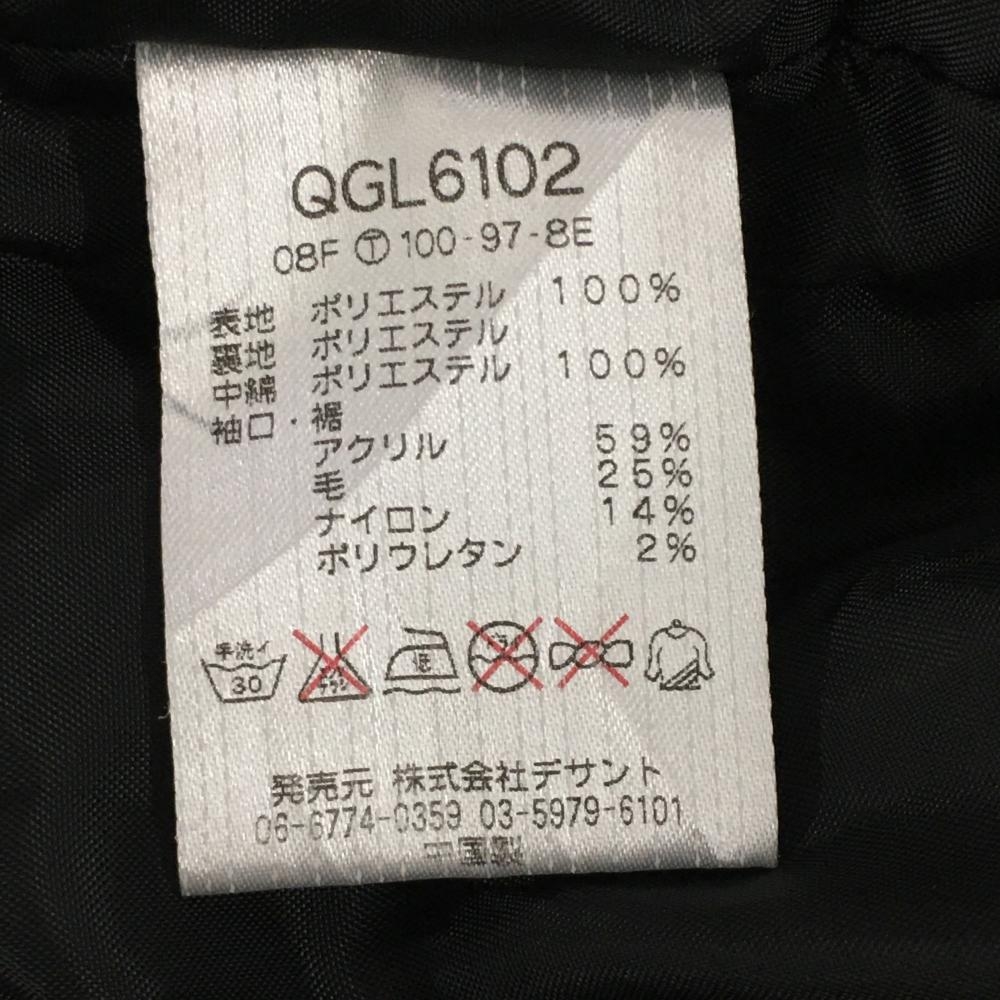 QGL6102
08F Ⓣ 100-97-8E
表地 ポリエステル 100%
裏地 ポリエステル
中綿 ポリエステル 100%
袖口・裾
アクリル 59%
毛 25%
ナイロン 14%
ポリウレタン 2%
手洗イ 30 低 ドライ
発売元 株式会社デサント
06-6774-0359 03-5979-6101
中国製